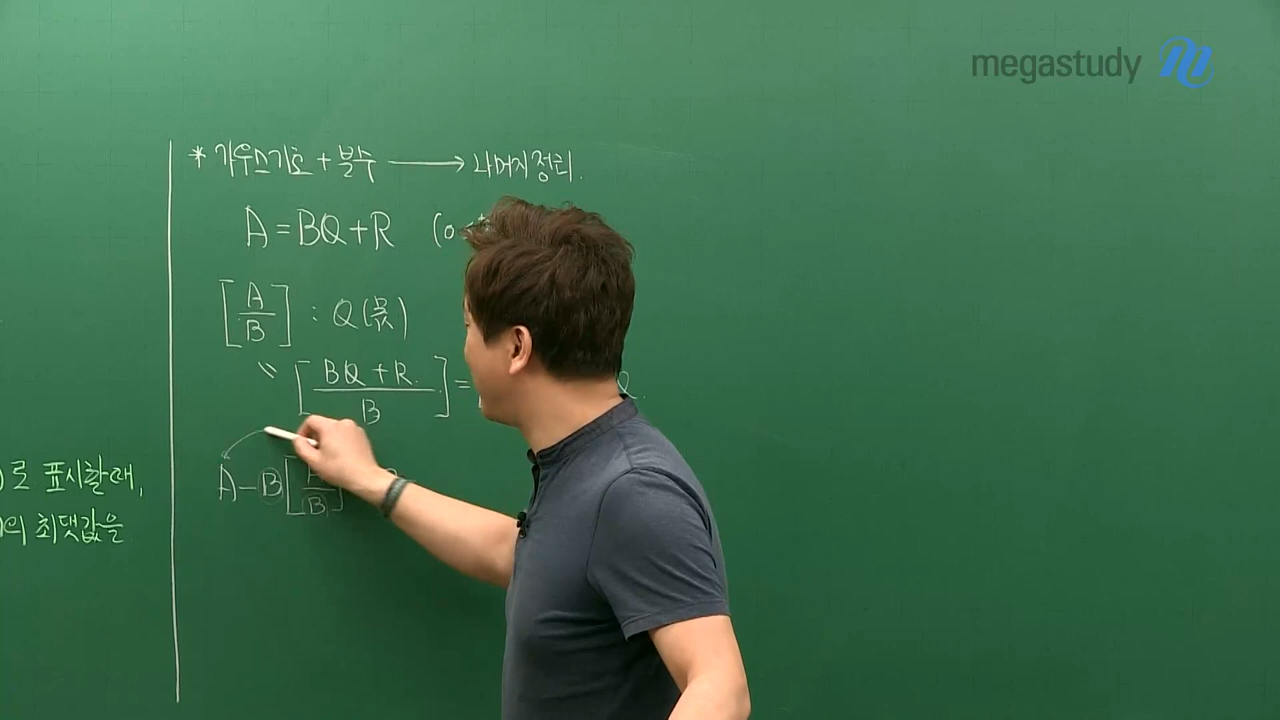 megastudy
* 가우스기호 + 분수 → 나머지정리.
A = BQ + R (0
[A/B] : Q(몫)
〃 [BQ + R / B] =
A - B[A/B]
로 표시할때,
의 최댓값을